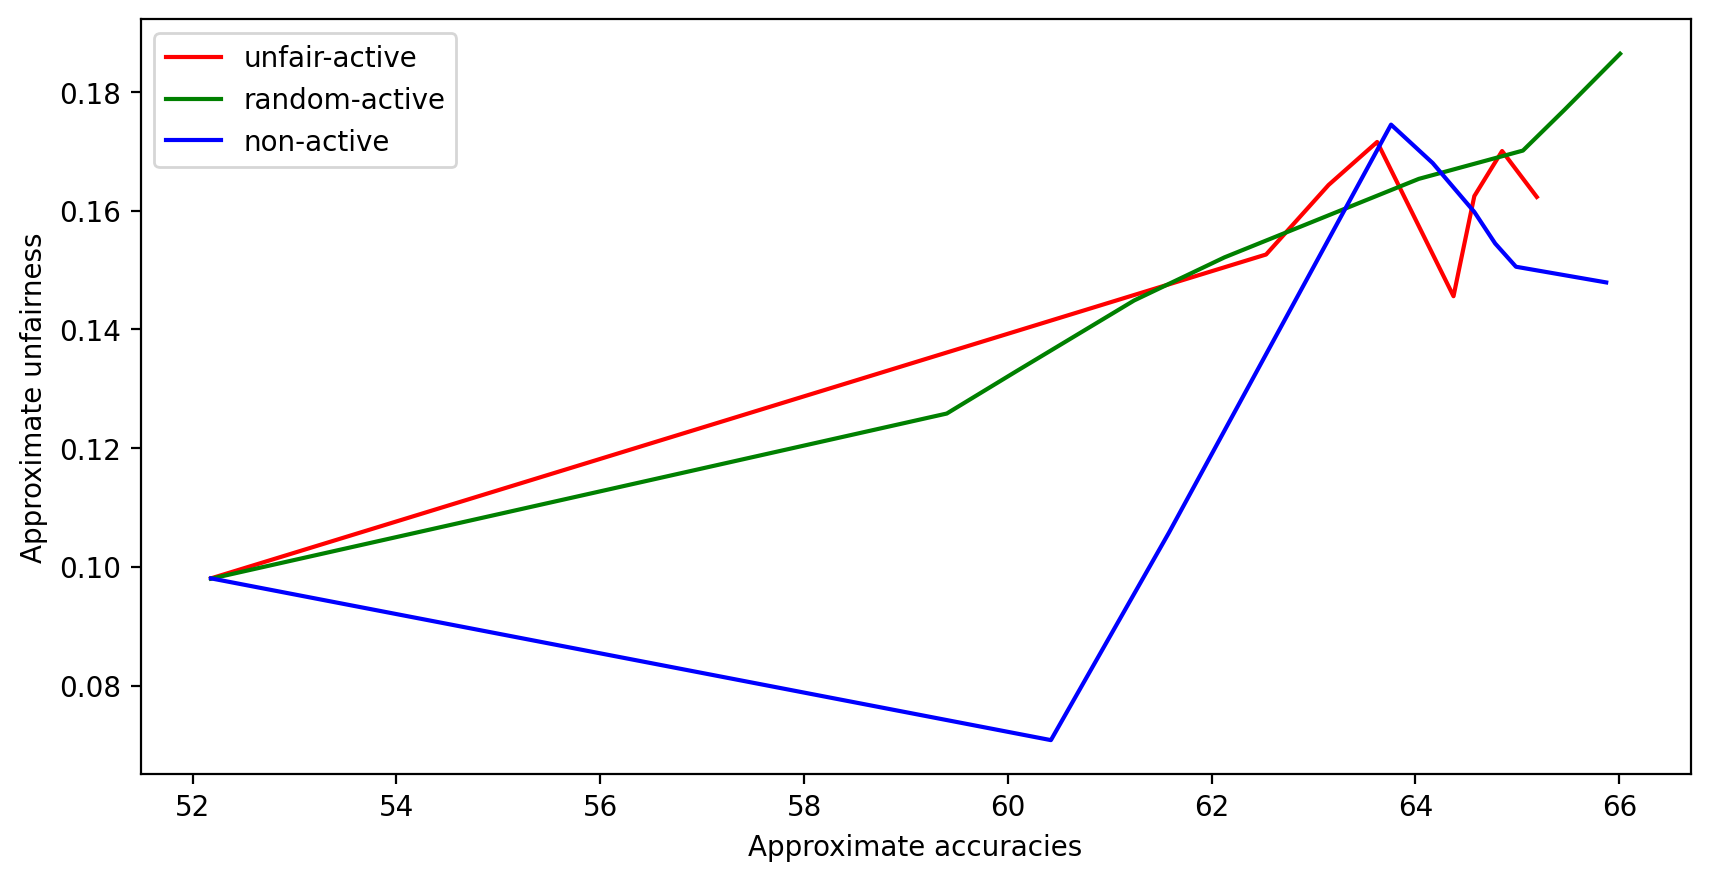 unfair-active
random-active
non-active
0.18
0.16
0.14
0.12
0.10
0.08
Approximate unfairness
52 54 56 58 60 62 64 66
Approximate accuracies